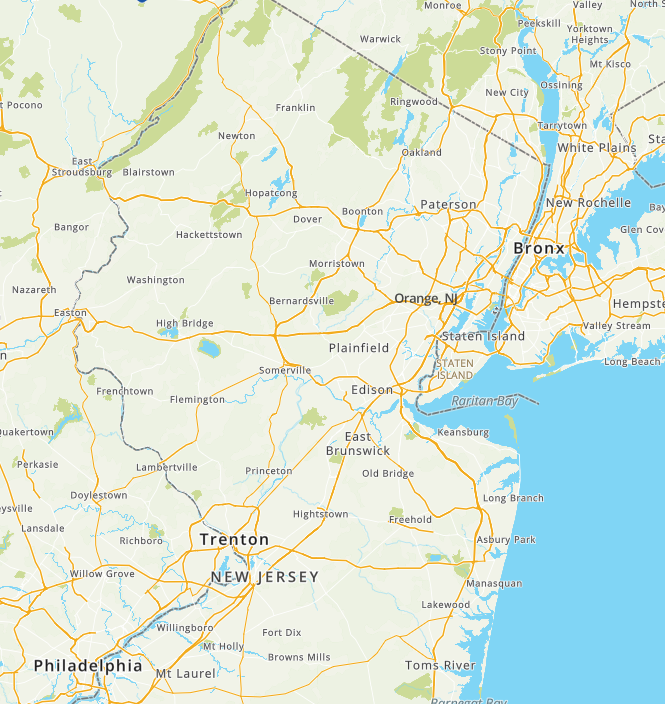 Monroe
Valley
North S
Peekskill
Warwick
Yorktown
Heights
Stony Point
Mt Kisco
Ossining
New City
t Pocono
Franklin
Ringwood
Tarrytown
Newton
White Plains
Sta
Oakland
East
Stroudsburg
Blairstown
Hopatcong
New Rochelle
Paterson
Bay
Boonton
Dover
Bangor
Hackettstown
Glen Cov
Bronx
Morristown
Washington
Nazareth
Bernardsville
Orange, NJ
Hempste
Easton
High Bridge
Valley Stream
Staten Island
Plainfield
n
STATEN
ISLAND
Long Beach
Somerville
Frenchtown
Edison
Flemington
Raritan Bay
Quakertown
Keansburg
East
Brunswick
Perkasie
Lambertville
Princeton
Old Bridge
Doylestown
Long Branch
eysville
Hightstown
Freehold
Lansdale
Richboro
Trenton
Asbury Park
Willow Grove
NEW JERSEY
Manasquan
Lakewood
Willingboro
Fort Dix
Mt Holly
Browns Mills
Philadelphia
Mt Laurel
Toms River
Barnegat Bay